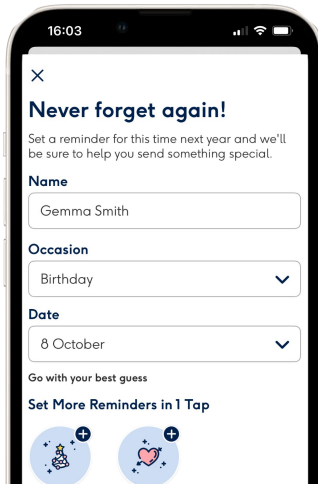 16:03
Never forget again!
Set a reminder for this time next year and we'll
be sure to help you send something special.
Name
Gemma Smith
Occasion
Birthday
Date
8 October
Go with your best guess
Set More Reminders in 1 Tap